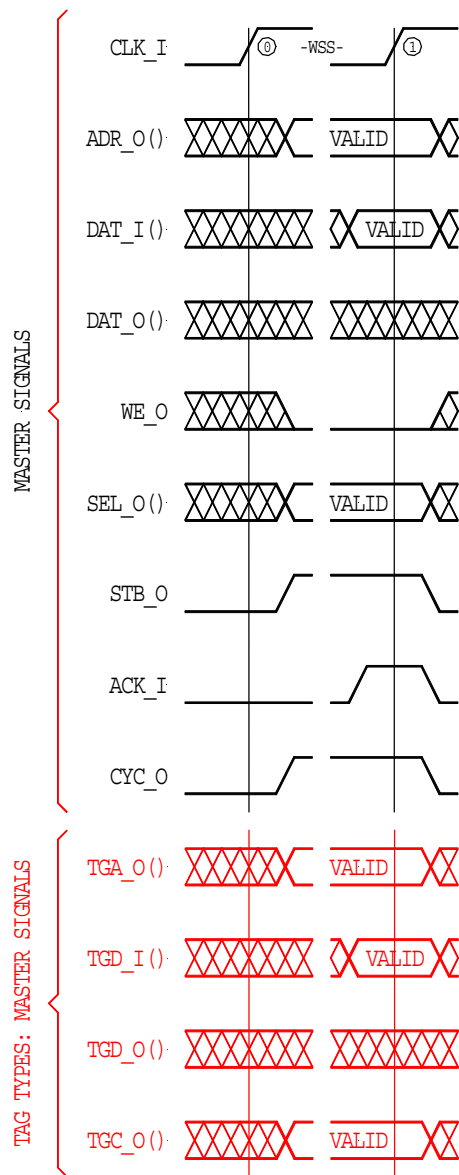 CLK_I 0 -WSS- 1
ADR_O() VALID
DAT_I() VALID
DAT_O()
WE_O
SEL_O() VALID
STB_O
ACK_I
CYC_O
MASTER SIGNALS
TGA_O() VALID
TGD_I() VALID
TGD_O()
TGC_O() VALID
TAG TYPES: MASTER SIGNALS